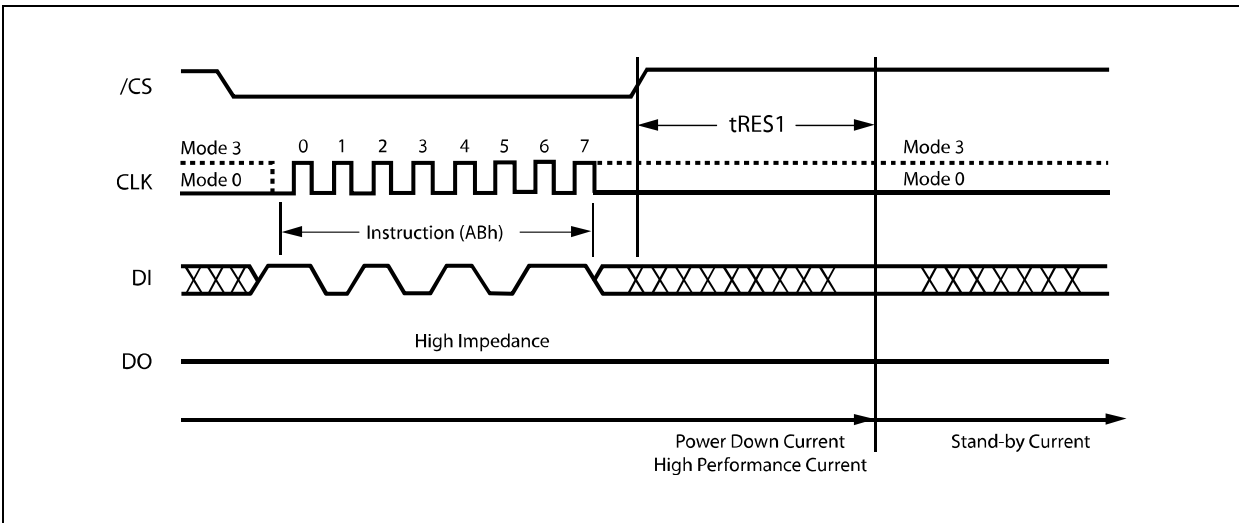 /CS
tRES1
Mode 3
0 1 2 3 4 5 6 7
Mode 3
CLK
Mode 0
Mode 0
Instruction (ABh)
DI
High Impedance
DO
Power Down Current
High Performance Current
Stand-by Current